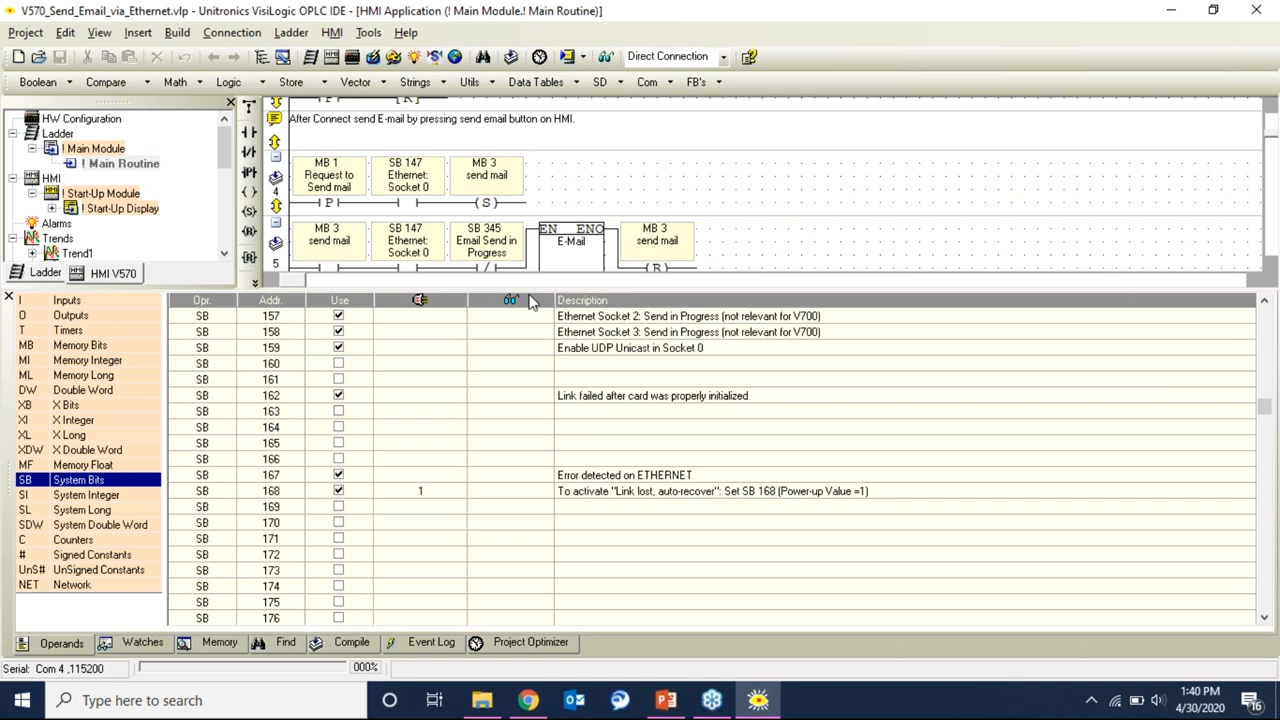 V570_Send_Email_via_Ethernet.vlp - Unitronics VisiLogic OPLC IDE - [HMI Application (! Main Module.! Main Routine)]
Project Edit View Insert Build Connection Ladder HMI Tools Help
Direct Connection
Boolean Compare Math Logic Store Vector Strings Utils Data Tables SD Com FB's
HW Configuration
Ladder
! Main Module
! Main Routine
HMI
! Start-Up Module
! Start-Up Display
Alarms
Trends
Trend1
Ladder HMI V570
After Connect send E-mail by pressing send email button on HMI.
4
MB 1 SB 147 MB 3
Request to Ethernet: send mail
Send mail Socket 0
P (S)
5
MB 3 SB 147 SB 345 EN ENO MB 3
send mail Ethernet: Email Send in E-Mail send mail
Socket 0 Progress
I Inputs
O Outputs
T Timers
MB Memory Bits
MI Memory Integer
ML Memory Long
DW Double Word
XB X Bits
XI X Integer
XL X Long
XDW X Double Word
MF Memory Float
SB System Bits
SI System Integer
SL System Long
SDW System Double Word
C Counters
# Signed Constants
UnS# UnSigned Constants
NET Network
Opr. Addr. Use Description
SB 157 Ethernet Socket 2: Send in Progress (not relevant for V700)
SB 158 Ethernet Socket 3: Send in Progress (not relevant for V700)
SB 159 Enable UDP Unicast in Socket 0
SB 160
SB 161
SB 162 Link failed after card was properly initialized
SB 163
SB 164
SB 165
SB 166
SB 167 Error detected on ETHERNET
SB 168 1 To activate "Link lost, auto-recover": Set SB 168 (Power-up Value =1)
SB 169
SB 170
SB 171
SB 172
SB 173
SB 174
SB 175
SB 176
Operands Watches Memory Find Compile Event Log Project Optimizer
Serial: Com 4 ,115200 000%
Type here to search
1:40 PM
4/30/2020
16